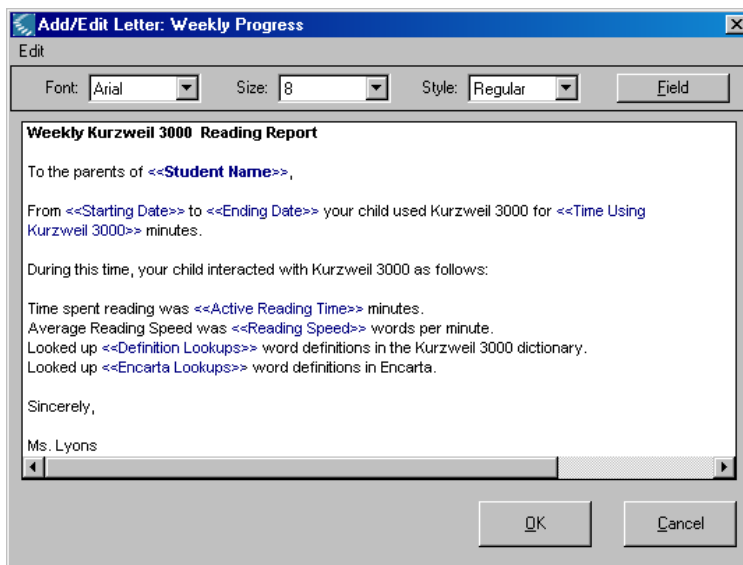 Add/Edit Letter: Weekly Progress
Edit
Font: Arial Size: 8 Style: Regular Field
Weekly Kurzweil 3000 Reading Report
To the parents of <<Student Name>>,
From <<Starting Date>> to <<Ending Date>> your child used Kurzweil 3000 for <<Time Using
Kurzweil 3000>> minutes.
During this time, your child interacted with Kurzweil 3000 as follows:
Time spent reading was <<Active Reading Time>> minutes.
Average Reading Speed was <<Reading Speed>> words per minute.
Looked up <<Definition Lookups>> word definitions in the Kurzweil 3000 dictionary.
Looked up <<Encarta Lookups>> word definitions in Encarta.
Sincerely,
Ms. Lyons
OK Cancel